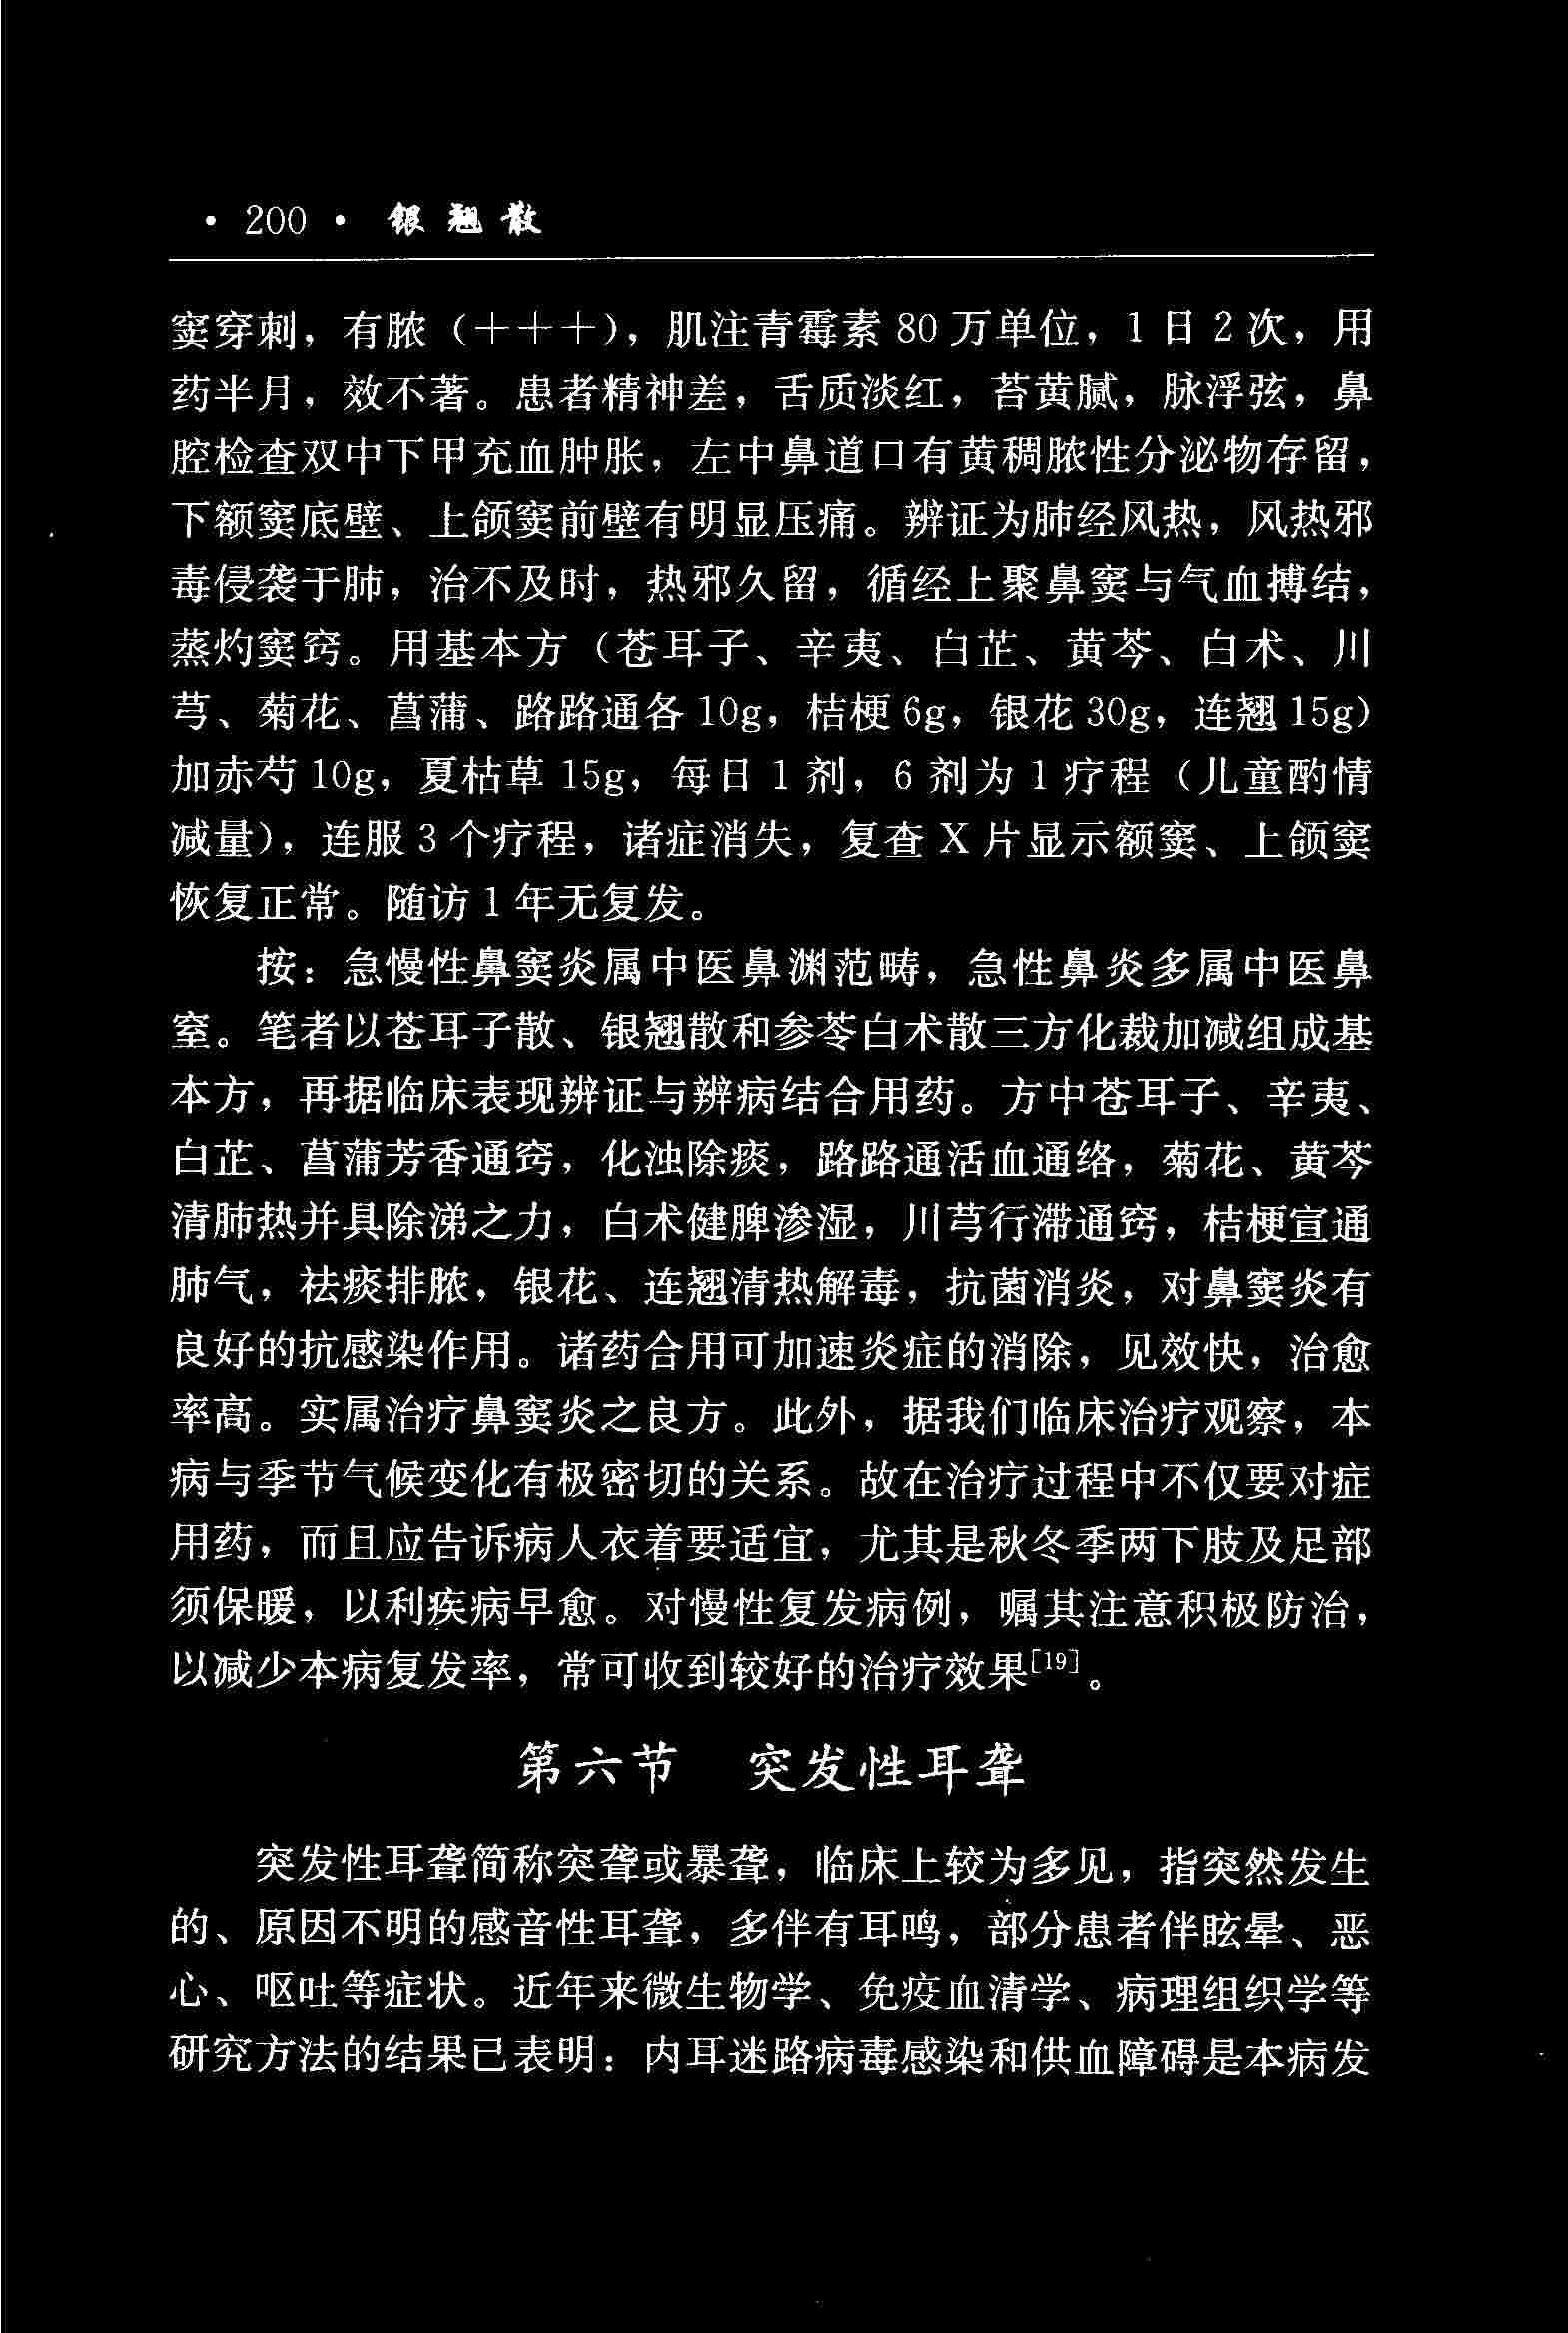 · 200 · 银翘散
窦穿刺，有脓（＋＋＋），肌注青霉素 80 万单位，1 日 2 次，用
药半月，效不著。患者精神差，舌质淡红，苔黄腻，脉浮弦，鼻
腔检查双中下甲充血肿胀，左中鼻道口有黄稠脓性分泌物存留，
下额窦底壁、上颌窦前壁有明显压痛。辨证为肺经风热，风热邪
毒侵袭于肺，治不及时，热邪久留，循经上聚鼻窦与气血搏结，
蒸灼窦窍。用基本方（苍耳子、辛夷、白芷、黄芩、白术、川
芎、菊花、菖蒲、路路通各 10g，桔梗 6g，银花 30g，连翘 15g）
加赤芍 10g，夏枯草 15g，每日 1 剂，6 剂为 1 疗程（儿童酌情
减量），连服 3 个疗程，诸症消失，复查 X 片显示额窦、上颌窦
恢复正常。随访 1 年无复发。
按：急慢性鼻窦炎属中医鼻渊范畴，急性鼻炎多属中医鼻
窒。笔者以苍耳子散、银翘散和参苓白术散三方化裁加减组成基
本方，再据临床表现辨证与辨病结合用药。方中苍耳子、辛夷、
白芷、菖蒲芳香通窍，化浊除痰，路路通活血通络，菊花、黄芩
清肺热并具除涕之力，白术健脾渗湿，川芎行滞通窍，桔梗宣通
肺气，祛痰排脓，银花、连翘清热解毒，抗菌消炎，对鼻窦炎有
良好的抗感染作用。诸药合用可加速炎症的消除，见效快，治愈
率高。实属治疗鼻窦炎之良方。此外，据我们临床治疗观察，本
病与季节气候变化有极密切的关系。故在治疗过程中不仅要对症
用药，而且应告诉病人衣着要适宜，尤其是秋冬季两下肢及足部
须保暖，以利疾病早愈。对慢性复发病例，嘱其注意积极防治，
以减少本病复发率，常可收到较好的治疗效果[19]。
第六节　突发性耳聋
突发性耳聋简称突聋或暴聋，临床上较为多见，指突然发生
的、原因不明的感音性耳聋，多伴有耳鸣，部分患者伴眩晕、恶
心、呕吐等症状。近年来微生物学、免疫血清学、病理组织学等
研究方法的结果已表明：内耳迷路病毒感染和供血障碍是本病发